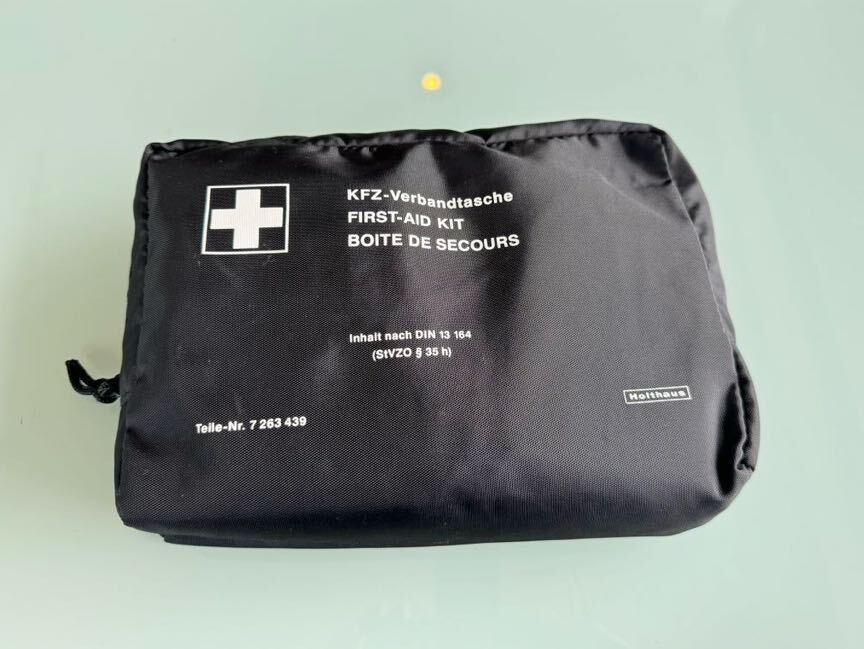 KFZ-Verbandtasche
FIRST-AID KIT
BOITE DE SECOURS
Inhalt nach DIN 13 164
(StVZO § 35 h)
Holthaus
Teile-Nr. 7 263 439